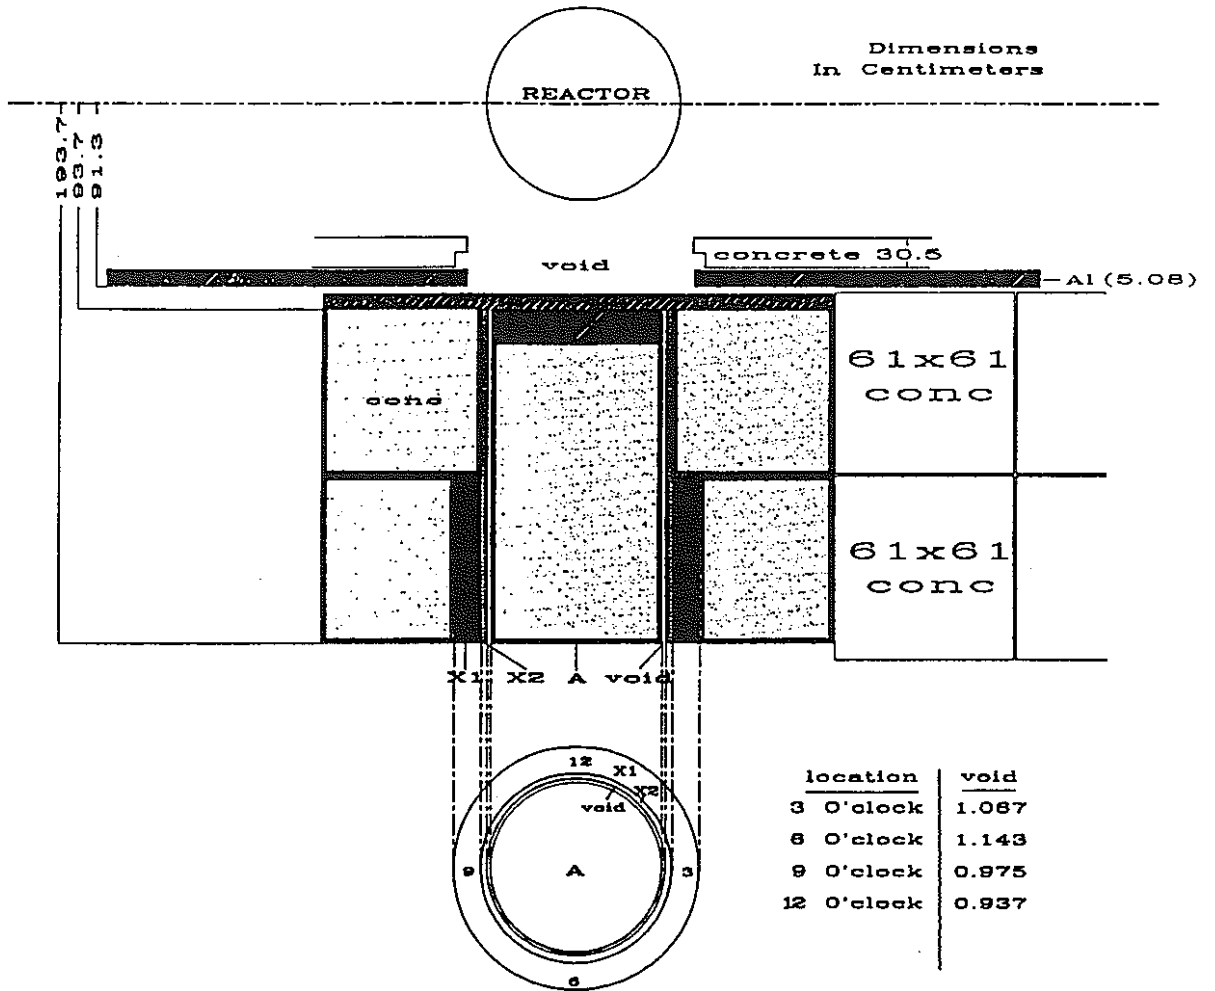 Dimensions
In Centimeters
REACTOR
193.7
93.7
91.3
concrete 30.5
void
Al (5.08)
61x61
conc
conc
61x61
conc
X1 X2 A void
12
X1
X2
void
9
A
3
6
location void
3 O'clock 1.067
6 O'clock 1.143
9 O'clock 0.975
12 O'clock 0.937